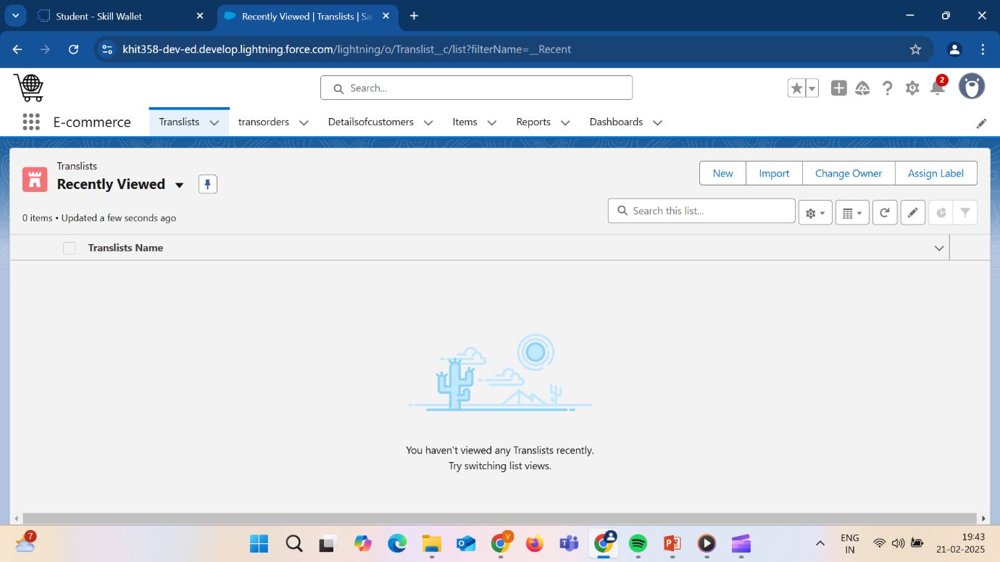 Student - Skill Wallet
Recently Viewed | Translists | Sa
khit358-dev-ed.develop.lightning.force.com/lightning/o/Translist__c/list?filterName=__Recent
Search...
2
E-commerce
Translists
transorders
Detailsofcustomers
Items
Reports
Dashboards
Translists
Recently Viewed
New
Import
Change Owner
Assign Label
0 items • Updated a few seconds ago
Search this list...
Translists Name
You haven't viewed any Translists recently.
Try switching list views.
7
V
ENG
IN
19:43
21-02-2025